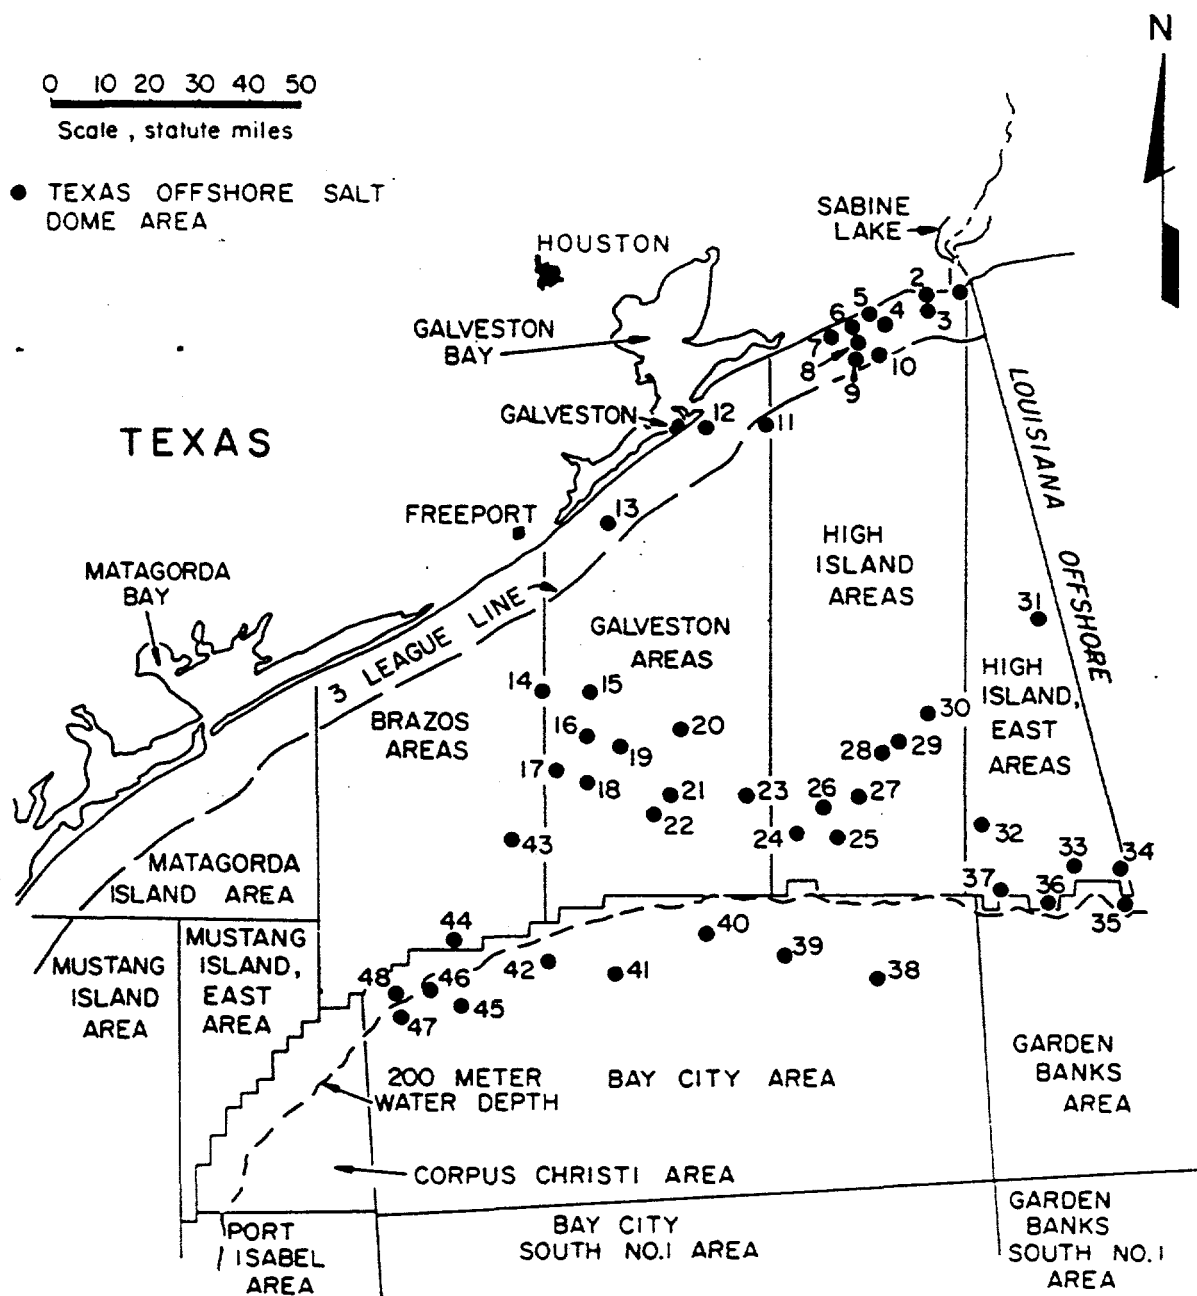 N
0 10 20 30 40 50
Scale , statute miles
TEXAS OFFSHORE SALT
DOME AREA
SABINE
LAKE
HOUSTON
GALVESTON
BAY
GALVESTON
TEXAS
FREEPORT
MATAGORDA
BAY
3 LEAGUE LINE
LOUISIANA OFFSHORE
1
2
3
4
5
6
7
8
9
10
11
12
13
HIGH
ISLAND
AREAS
GALVESTON
AREAS
31
HIGH
ISLAND,
EAST
AREAS
14
15
BRAZOS
AREAS
16
19
20
30
29
28
17
18
21
22
23
26
27
24
25
32
43
33
34
MATAGORDA
ISLAND AREA
37
36
35
44
40
MUSTANG
ISLAND,
EAST
AREA
MUSTANG
ISLAND
AREA
42
41
39
38
48
46
45
47
200 METER
WATER DEPTH
BAY CITY AREA
GARDEN
BANKS
AREA
CORPUS CHRISTI AREA
PORT
ISABEL
AREA
BAY CITY
SOUTH NO.1 AREA
GARDEN
BANKS
SOUTH NO.1
AREA